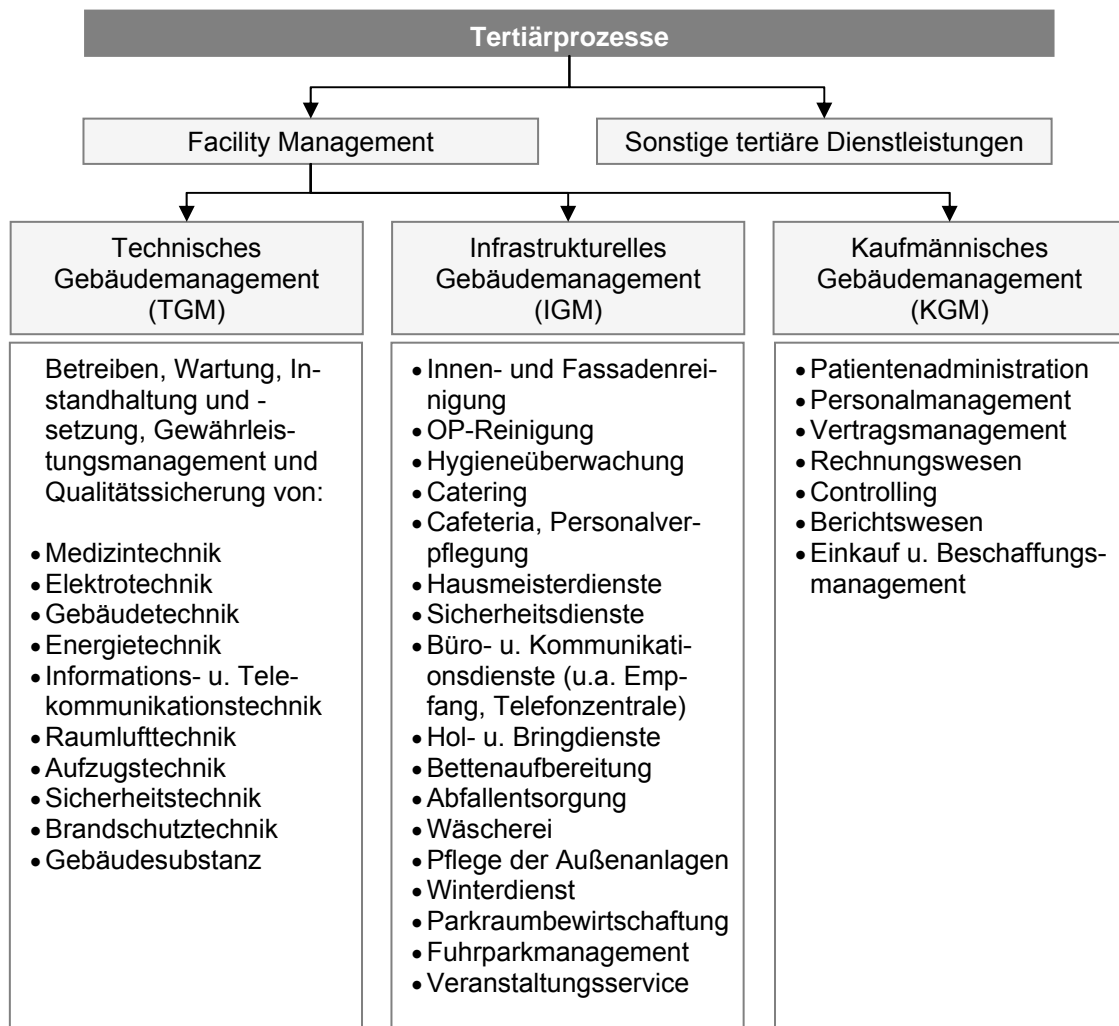 Tertiärprozesse
Facility Management
Sonstige tertiäre Dienstleistungen
Technisches
Gebäudemanagement
(TGM)
Infrastrukturelles
Gebäudemanagement
(IGM)
Kaufmännisches
Gebäudemanagement
(KGM)
Betreiben, Wartung, In-
standhaltung und -
setzung, Gewährleis-
tungsmanagement und
Qualitätssicherung von:
• Medizintechnik
• Elektrotechnik
• Gebäudetechnik
• Energietechnik
• Informations- u. Tele-
kommunikationstechnik
• Raumlufttechnik
• Aufzugstechnik
• Sicherheitstechnik
• Brandschutztechnik
• Gebäudesubstanz
• Innen- und Fassadenrei-
nigung
• OP-Reinigung
• Hygieneüberwachung
• Catering
• Cafeteria, Personalver-
pflegung
• Hausmeisterdienste
• Sicherheitsdienste
• Büro- u. Kommunikati-
onsdienste (u.a. Emp-
fang, Telefonzentrale)
• Hol- u. Bringdienste
• Bettenaufbereitung
• Abfallentsorgung
• Wäscherei
• Pflege der Außenanlagen
• Winterdienst
• Parkraumbewirtschaftung
• Fuhrparkmanagement
• Veranstaltungsservice
• Patientenadministration
• Personalmanagement
• Vertragsmanagement
• Rechnungswesen
• Controlling
• Berichtswesen
• Einkauf u. Beschaffungs-
management